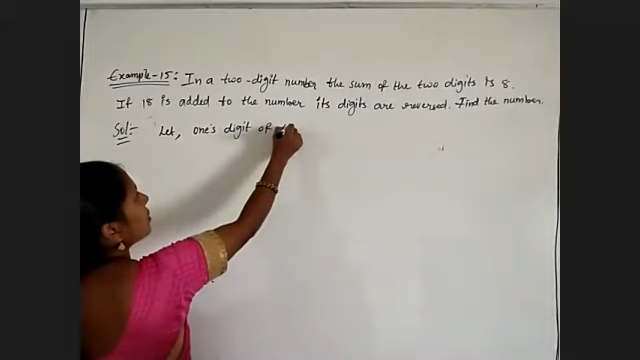 Example-15: In a two-digit number the sum of the two digits is 8.
If 18 is added to the number its digits are reversed. Find the number.
Sol:- Let, one's digit of